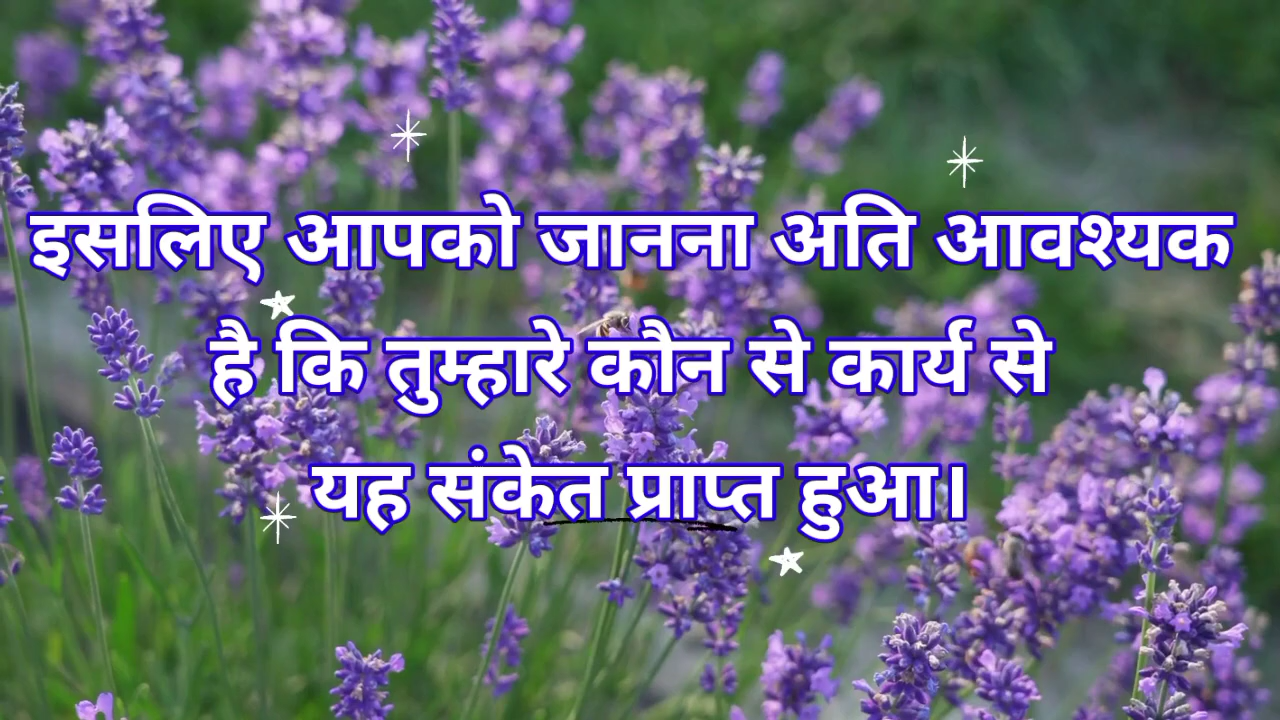 इसलिए आपको जानना अति आवश्यक
है कि तुम्हारे कौन से कार्य से
यह संकेत प्राप्त हुआ।